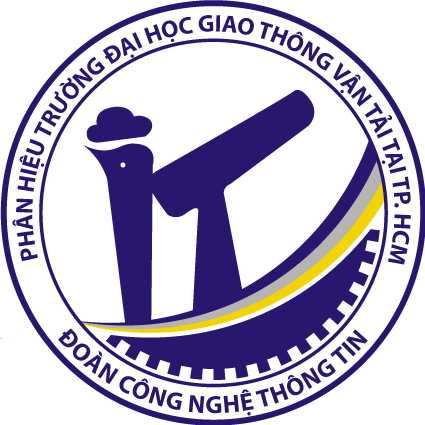 PHÂN HIỆU TRƯỜNG ĐẠI HỌC GIAO THÔNG VẬN TẢI TẠI TP. HCM
ĐOÀN CÔNG NGHỆ THÔNG TIN